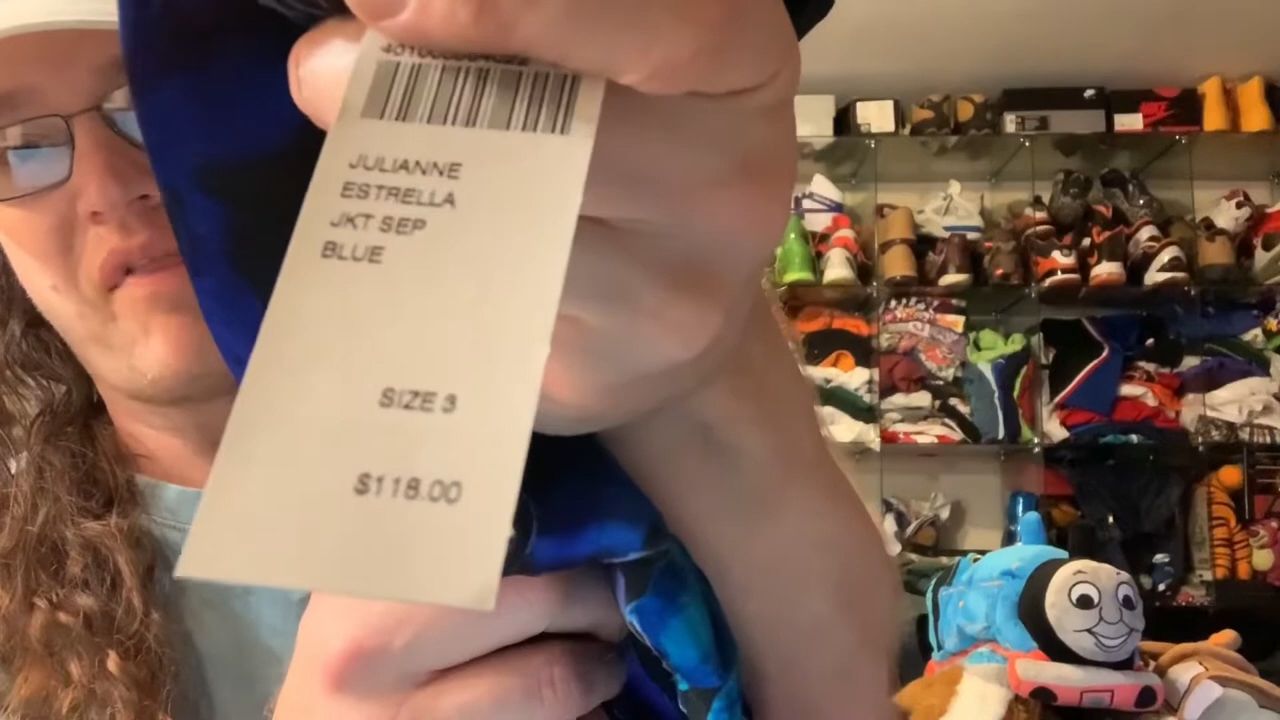 JULIANNE
ESTRELLA
JKT SEP
BLUE
SIZE 3
$118.00